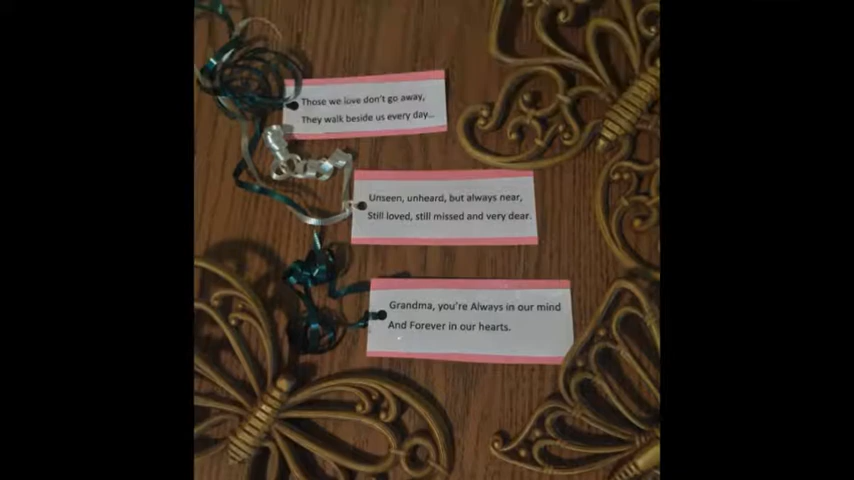 Those we love don't go away,
They walk beside us every day...
Unseen, unheard, but always near,
Still loved, still missed and very dear.
Grandma, you're Always in our mind
And Forever in our hearts.